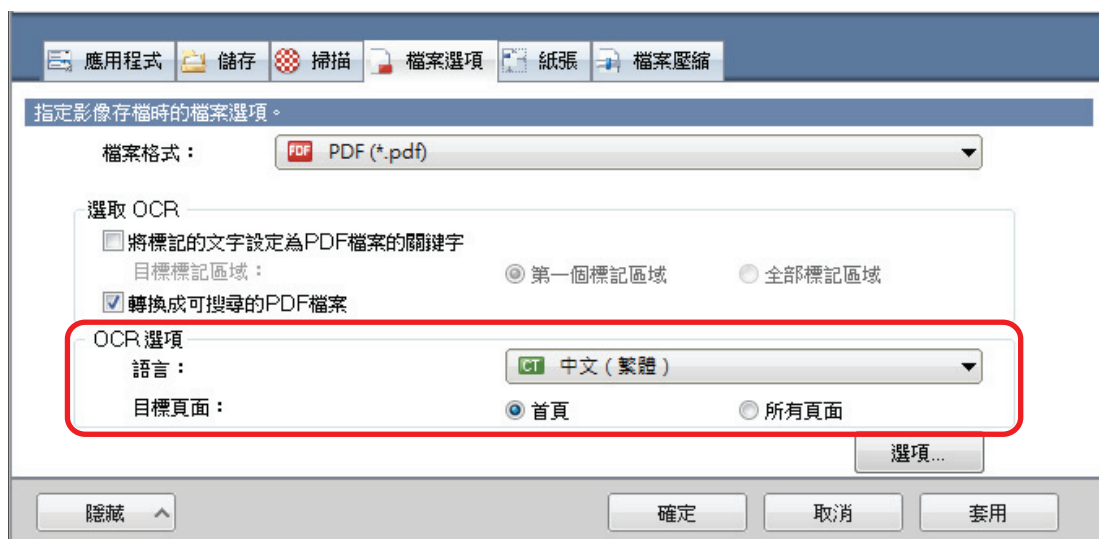 應用程式 儲存 掃描 檔案選項 紙張 檔案壓縮
指定影像存檔時的檔案選項。
檔案格式： PDF PDF (*.pdf)
選取 OCR
將標記的文字設定為PDF檔案的關鍵字
目標標記區域： 第一個標記區域 全部標記區域
轉換成可搜尋的PDF檔案
OCR 選項
語言： CT 中文 ( 繁體 )
目標頁面： 首頁 所有頁面
選項...
隱藏 確定 取消 套用